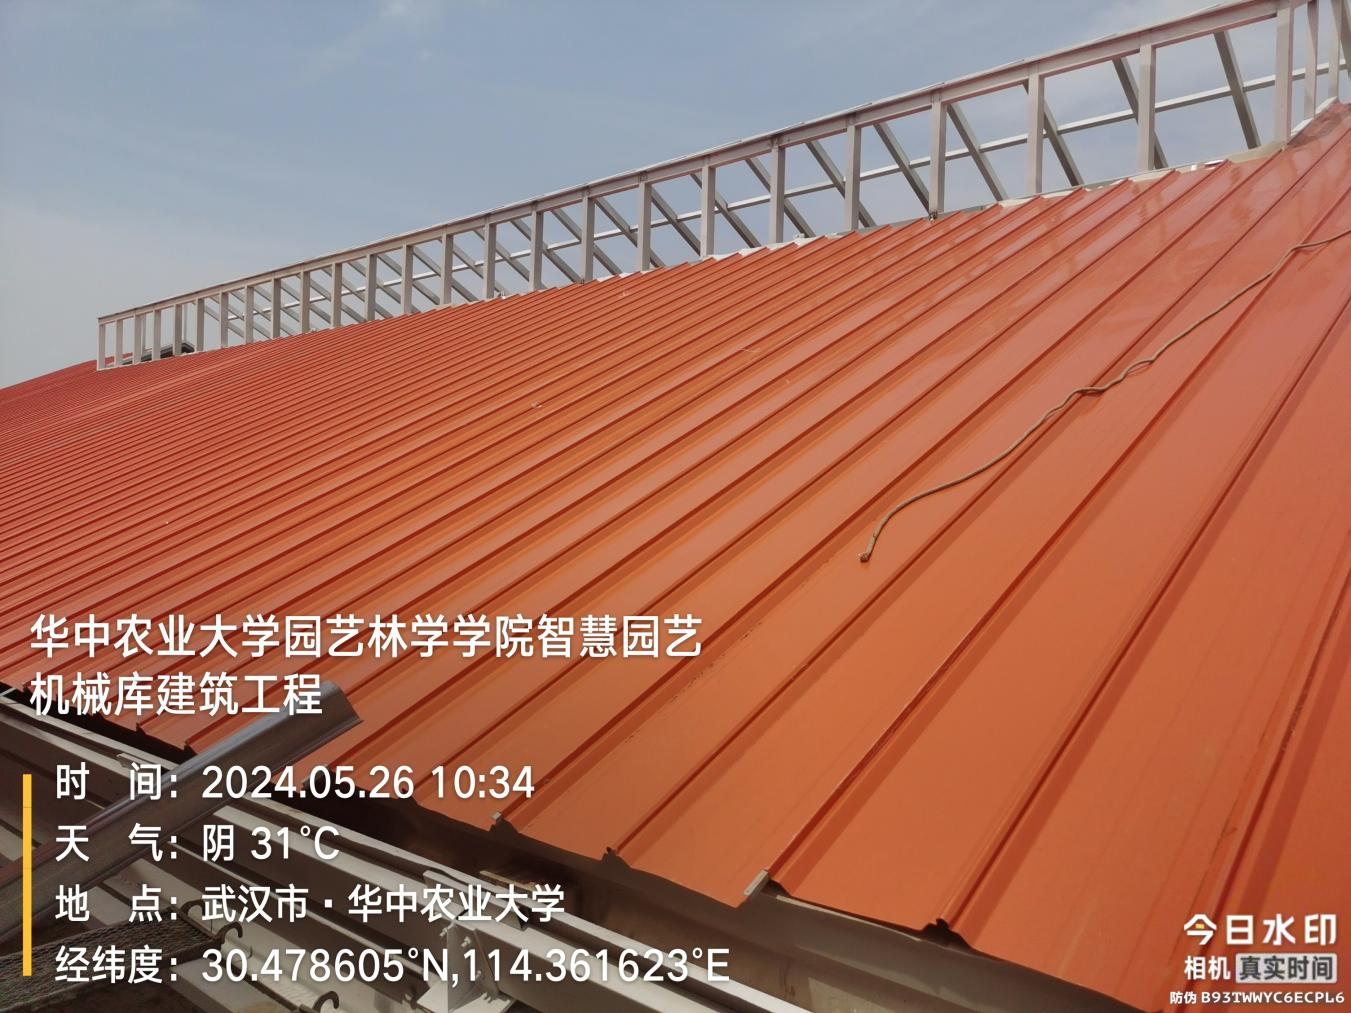 华中农业大学园艺林学学院智慧园艺
机械库建筑工程
时　间：2024.05.26 10:34
天　气：阴 31°C
地　点：武汉市·华中农业大学
经纬度：30.478605°N,114.361623°E
今日水印
相机 真实时间
防伪 B93TWWYC6ECPL6